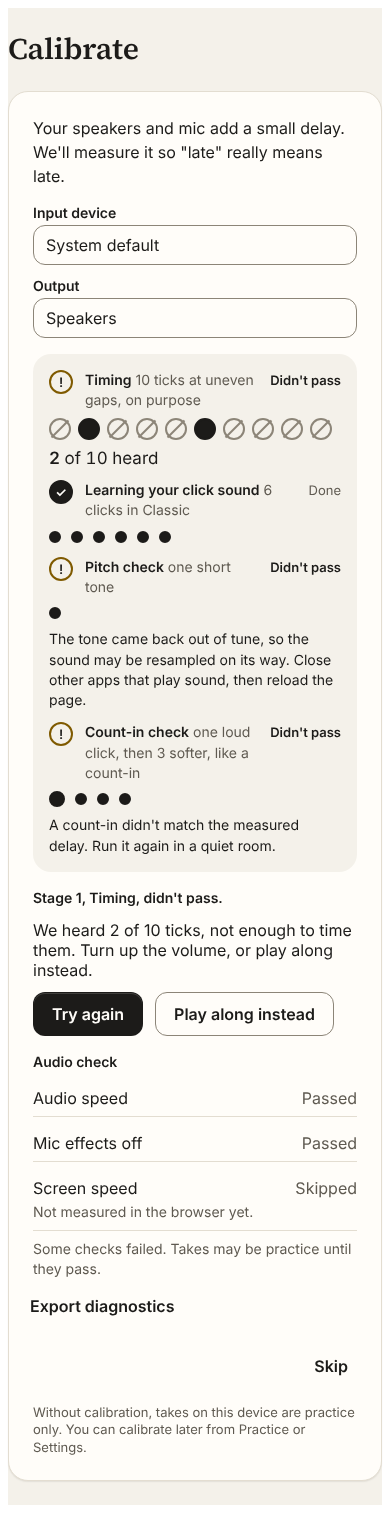 Calibrate
Your speakers and mic add a small delay.
We'll measure it so "late" really means
late.
Input device
System default
Output
Speakers
Timing 10 ticks at uneven Didn't pass
gaps, on purpose
2 of 10 heard
Learning your click sound 6 Done
clicks in Classic
Pitch check one short Didn't pass
tone
The tone came back out of tune, so the
sound may be resampled on its way. Close
other apps that play sound, then reload the
page.
Count-in check one loud Didn't pass
click, then 3 softer, like a
count-in
A count-in didn't match the measured
delay. Run it again in a quiet room.
Stage 1, Timing, didn't pass.
We heard 2 of 10 ticks, not enough to time
them. Turn up the volume, or play along
instead.
Try again Play along instead
Audio check
Audio speed Passed
Mic effects off Passed
Screen speed Skipped
Not measured in the browser yet.
Some checks failed. Takes may be practice until
they pass.
Export diagnostics
Skip
Without calibration, takes on this device are practice
only. You can calibrate later from Practice or
Settings.